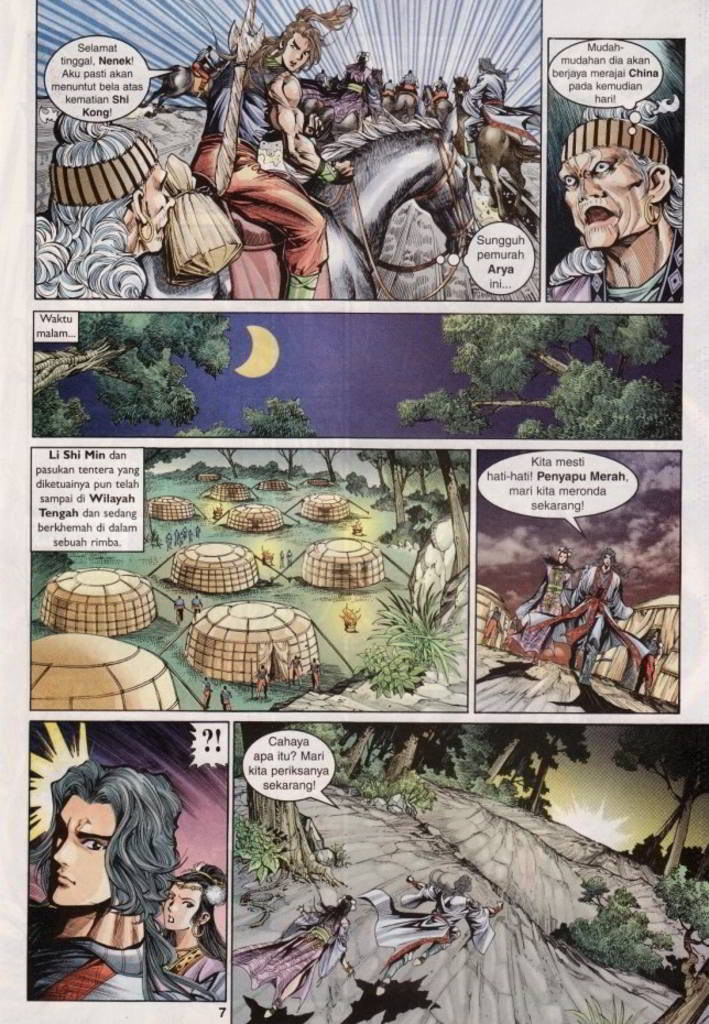 Selamat
tinggal, Nenek!
Aku pasti akan
menuntut bela atas
kematian Shi
Kong!
Sungguh
pemurah
Arya
ini...
Mudah-
mudahan dia akan
berjaya merajai China
pada kemudian
hari!
Waktu
malam...
Li Shi Min dan
pasukan tentera yang
diketuainya pun telah
sampai di Wilayah
Tengah dan sedang
berkhemah di dalam
sebuah rimba.
Kita mesti
hati-hati! Penyapu Merah,
mari kita meronda
sekarang!
?!
Cahaya
apa itu? Mari
kita periksanya
sekarang!
7